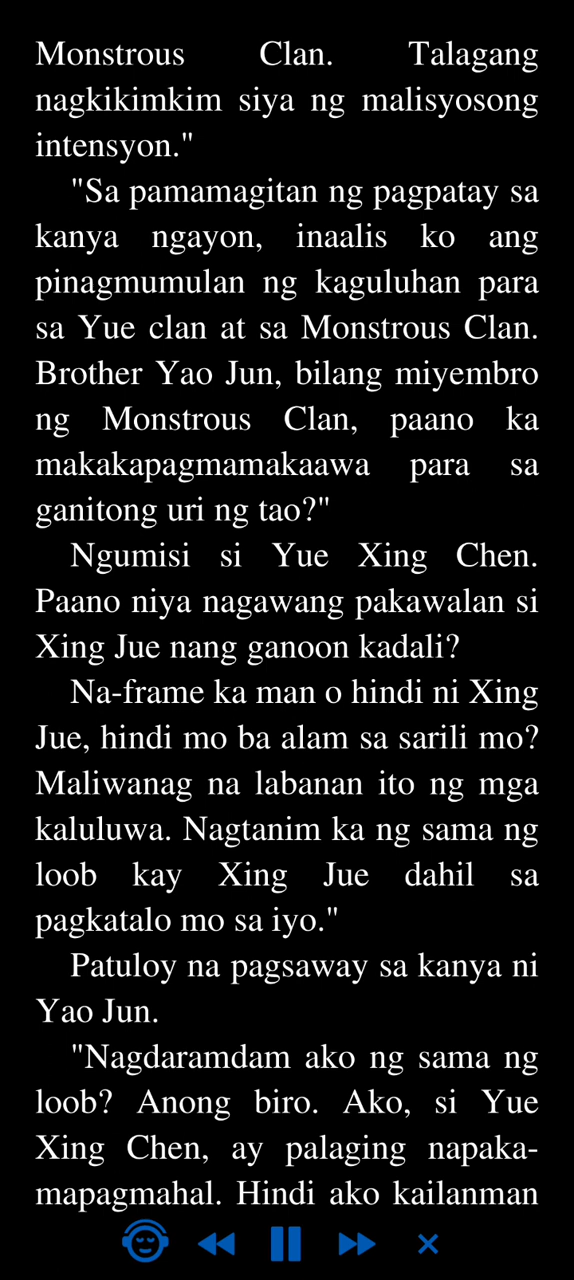 Monstrous Clan. Talagang
nagkikimkim siya ng malisyosong
intensyon."
"Sa pamamagitan ng pagpatay sa
kanya ngayon, inaalis ko ang
pinagmumulan ng kaguluhan para
sa Yue clan at sa Monstrous Clan.
Brother Yao Jun, bilang miyembro
ng Monstrous Clan, paano ka
makakapagmamakaawa para sa
ganitong uri ng tao?"
Ngumisi si Yue Xing Chen.
Paano niya nagawang pakawalan si
Xing Jue nang ganoon kadali?
Na-frame ka man o hindi ni Xing
Jue, hindi mo ba alam sa sarili mo?
Maliwanag na labanan ito ng mga
kaluluwa. Nagtanim ka ng sama ng
loob kay Xing Jue dahil sa
pagkatalo mo sa iyo."
Patuloy na pagsaway sa kanya ni
Yao Jun.
"Nagdaramdam ako ng sama ng
loob? Anong biro. Ako, si Yue
Xing Chen, ay palaging napaka-
mapagmahal. Hindi ako kailanman